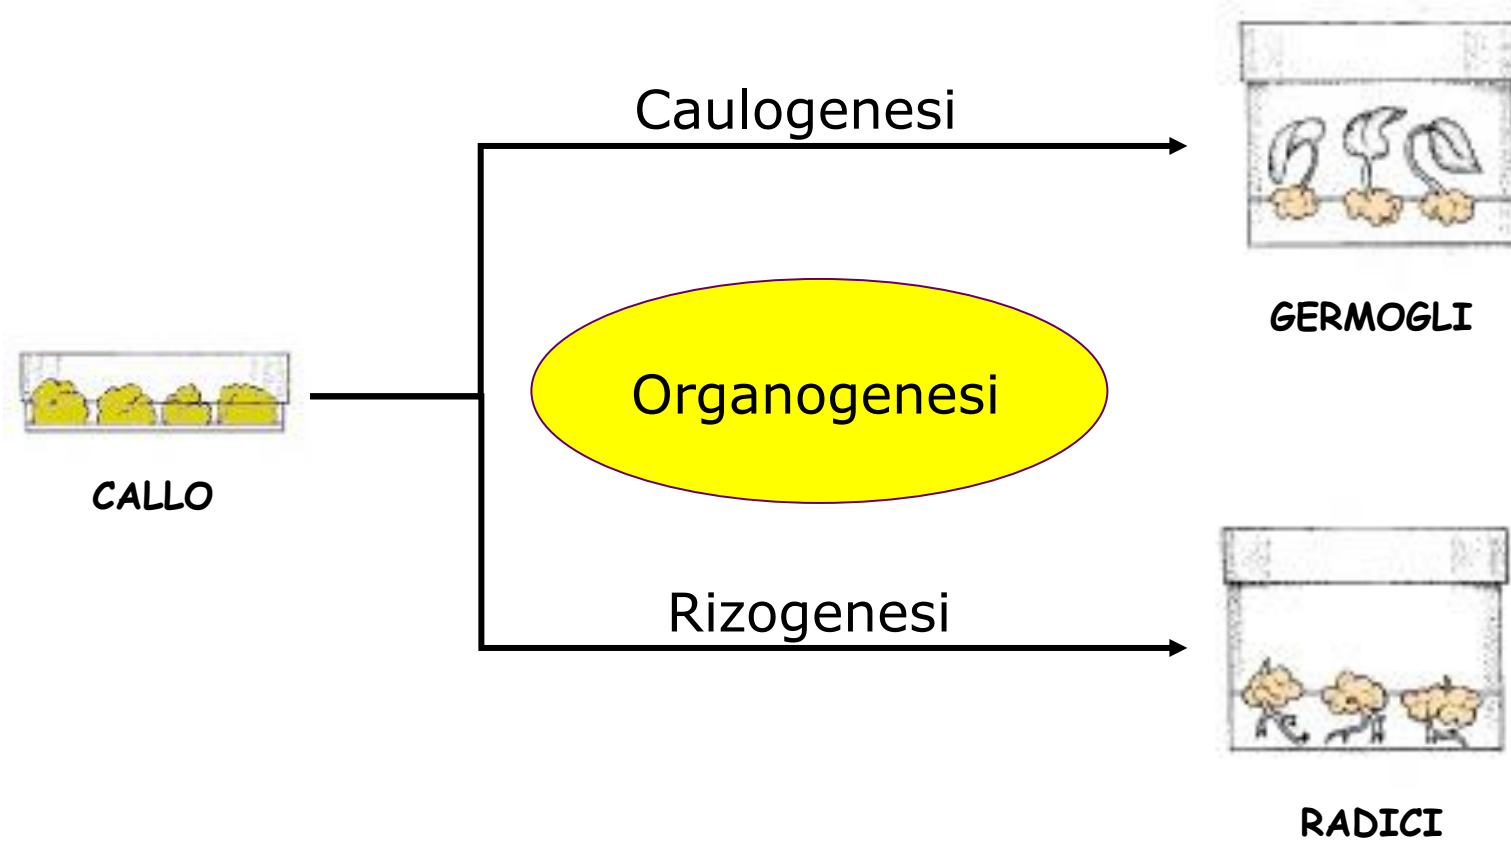 Caulogenesi
GERMOGLI
Organogenesi
CALLO
Rizogenesi
RADICI